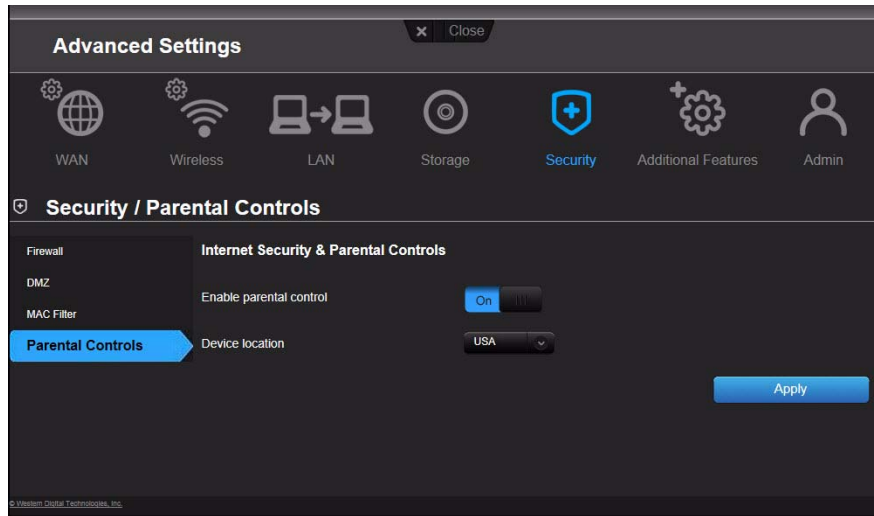 Close
Advanced Settings
WAN
Wireless
LAN
Storage
Security
Additional Features
Admin
Security / Parental Controls
Firewall
DMZ
MAC Filter
Parental Controls
Internet Security & Parental Controls
Enable parental control
On
Device location
USA
Apply
© Western Digital Technologies, Inc.